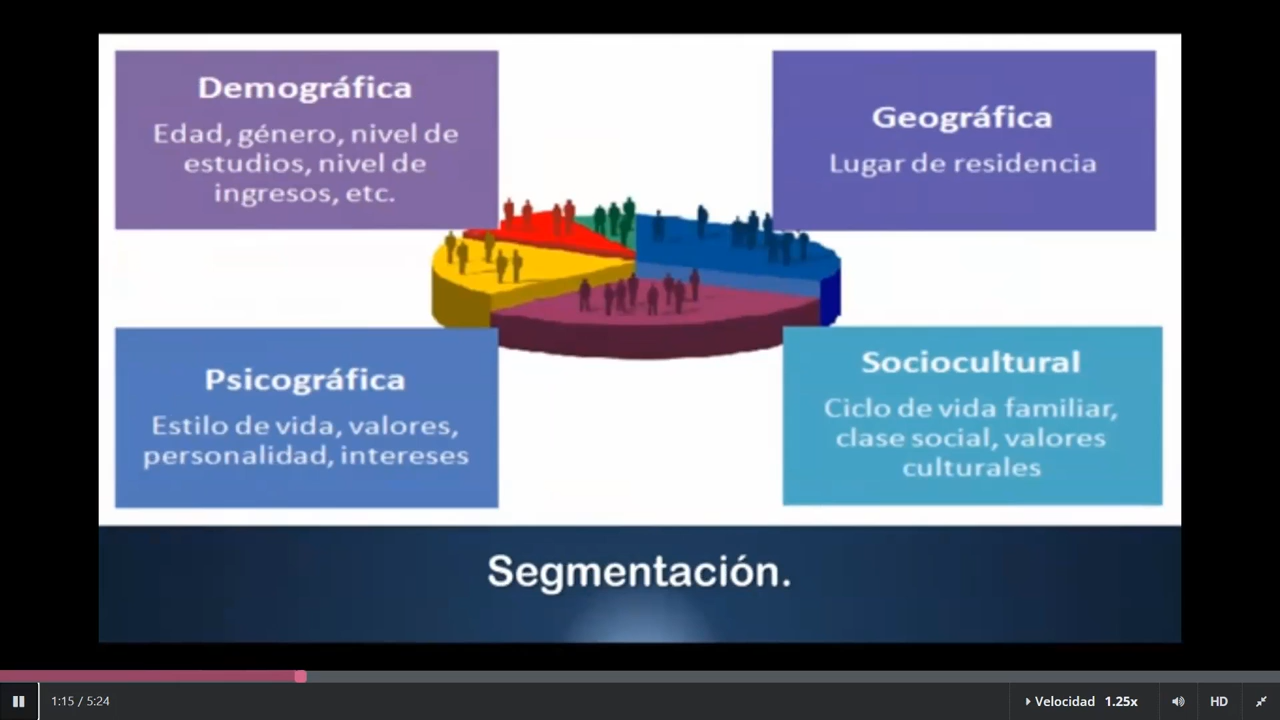 Demográfica
Edad, género, nivel de
estudios, nivel de
ingresos, etc.
Geográfica
Lugar de residencia
Psicográfica
Estilo de vida, valores,
personalidad, intereses
Sociocultural
Ciclo de vida familiar,
clase social, valores
culturales
Segmentación.
1:15 / 5:24
Velocidad 1.25x
HD